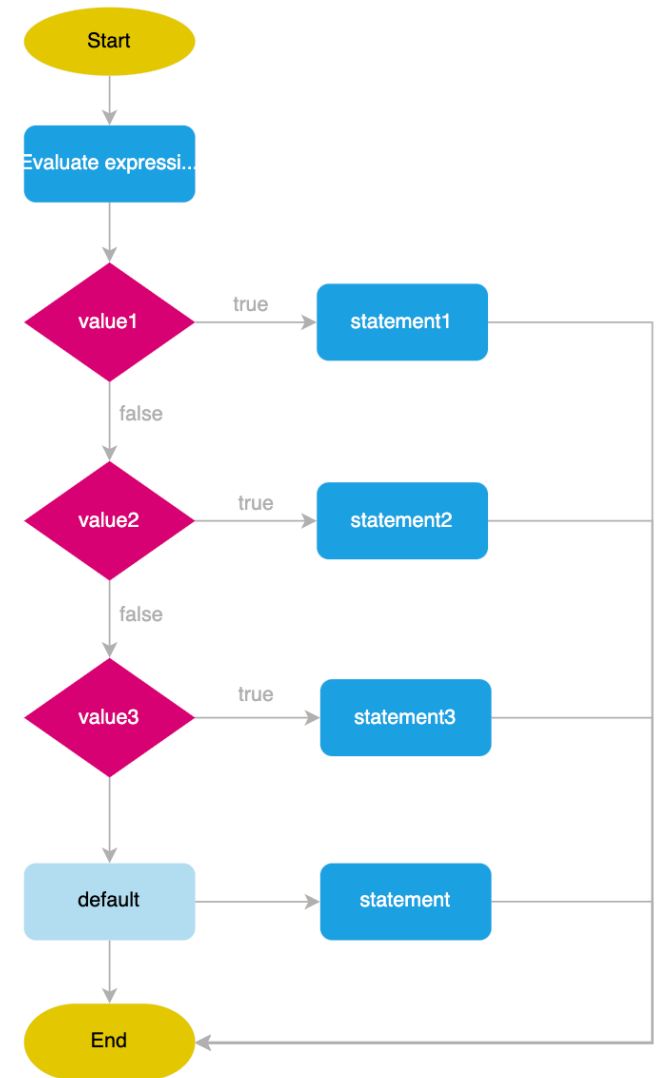 Start
Evaluate expressi...
value1
true
statement1
false
value2
true
statement2
false
value3
true
statement3
default
statement
End